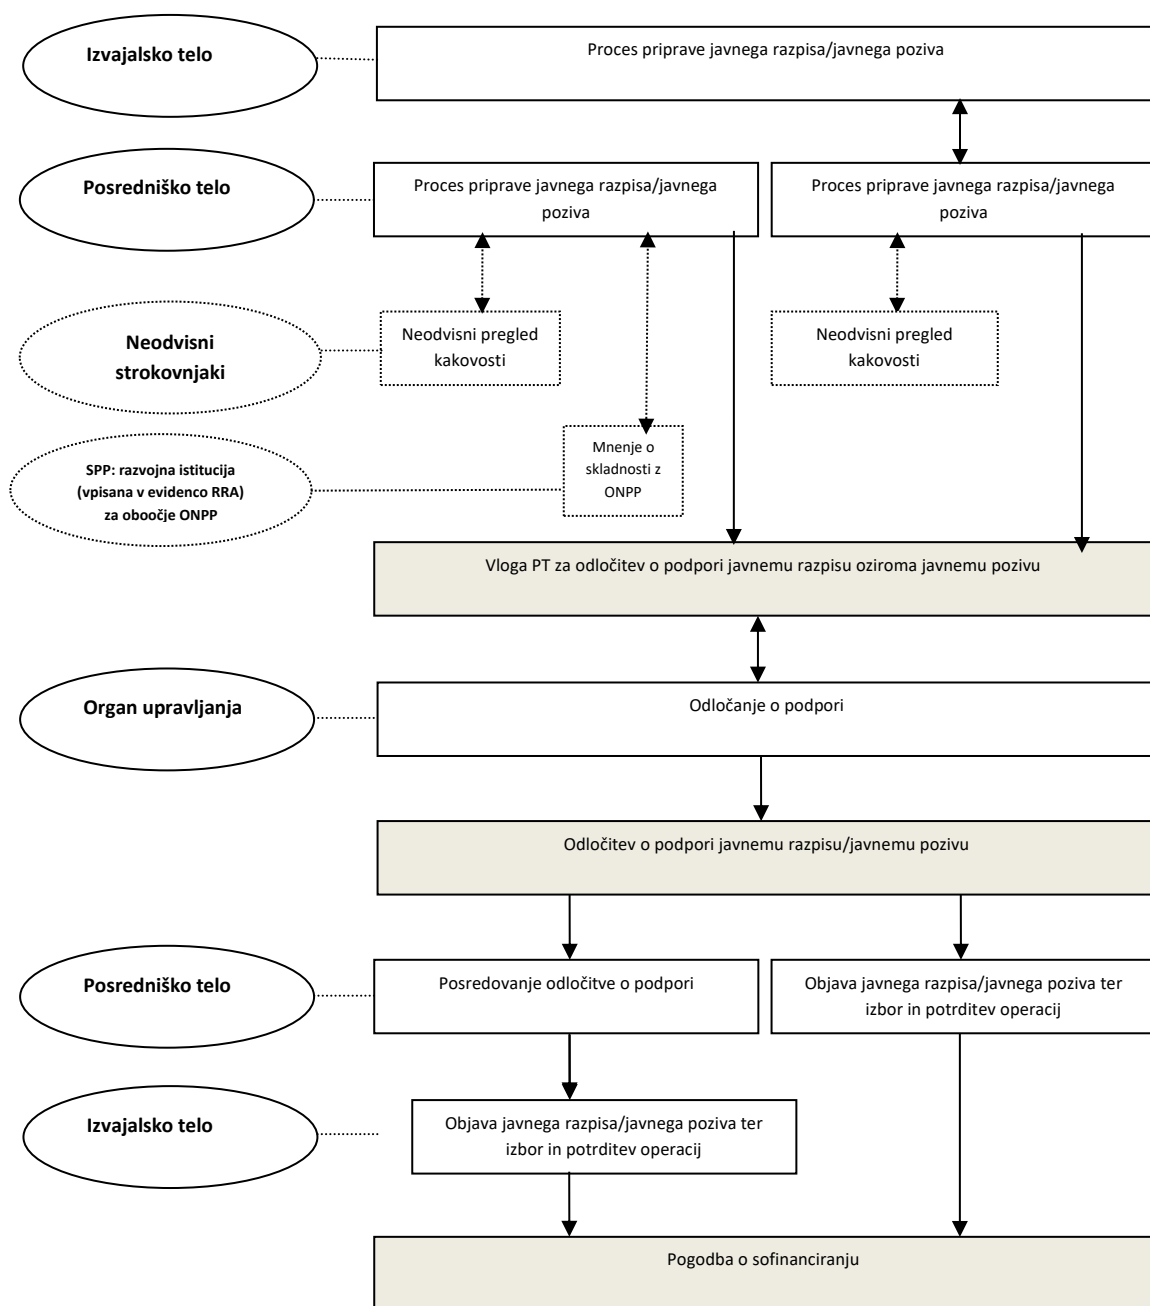 Izvajalsko telo
Proces priprave javnega razpisa/javnega poziva
Posredniško telo
Proces priprave javnega razpisa/javnega
poziva
Proces priprave javnega razpisa/javnega
poziva
Neodvisni
strokovnjaki
Neodvisni pregled
kakovosti
Neodvisni pregled
kakovosti
SPP: razvojna istitucija
(vpisana v evidenco RRA)
za oboočje ONPP
Mnenje o
skladnosti z
ONPP
Vloga PT za odločitev o podpori javnemu razpisu oziroma javnemu pozivu
Organ upravljanja
Odločanje o podpori
Odločitev o podpori javnemu razpisu/javnemu pozivu
Posredniško telo
Posredovanje odločitve o podpori
Objava javnega razpisa/javnega poziva ter
izbor in potrditev operacij
Izvajalsko telo
Objava javnega razpisa/javnega poziva ter
izbor in potrditev operacij
Pogodba o sofinanciranju